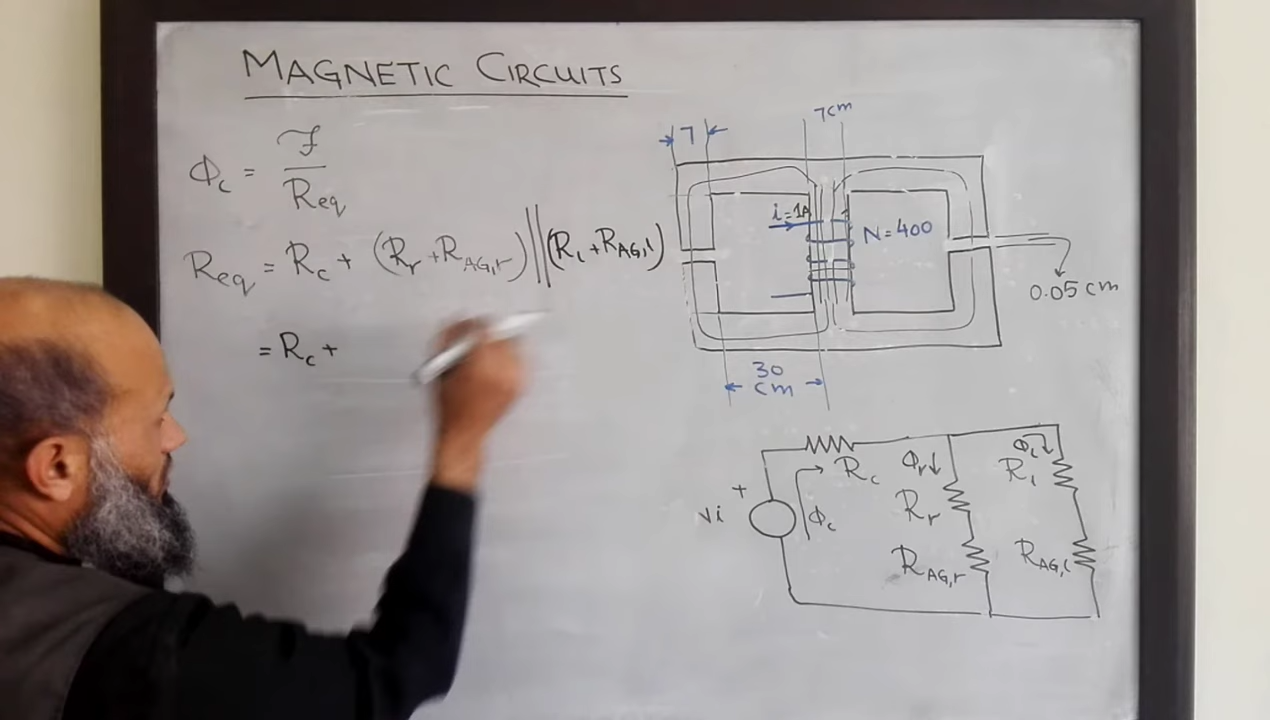 MAGNETIC CIRCUITS
Φc = ℱ / Req
Req = Rc + (Rr + RAG,r) || (Rl + RAG,l)
= Rc +
7
7cm
i=1A
N=400
0.05 cm
30
cm
+
Ni
Φc
Rc
Φr
Rr
RAG,r
Φl
Rl
RAG,l